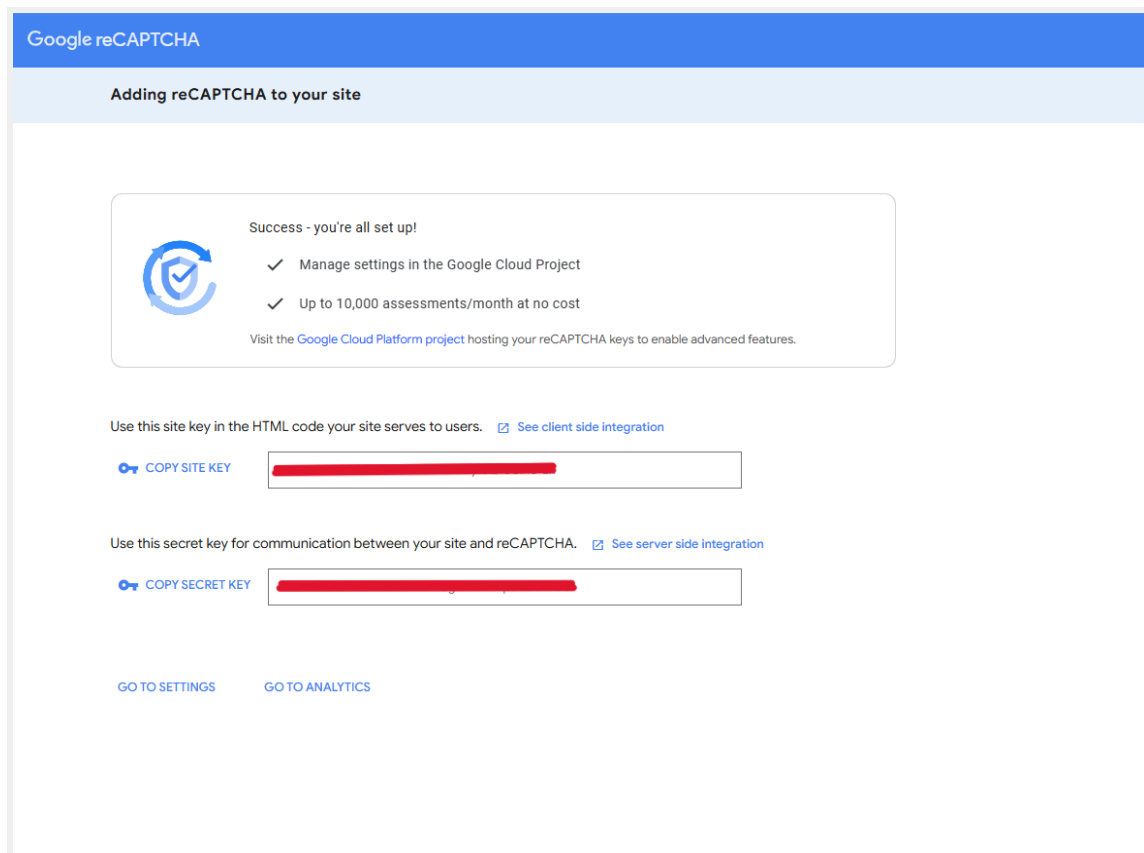 Google reCAPTCHA
Adding reCAPTCHA to your site
Success - you're all set up!
Manage settings in the Google Cloud Project
Up to 10,000 assessments/month at no cost
Visit the Google Cloud Platform project hosting your reCAPTCHA keys to enable advanced features.
Use this site key in the HTML code your site serves to users. See client side integration
COPY SITE KEY
Use this secret key for communication between your site and reCAPTCHA. See server side integration
COPY SECRET KEY
GO TO SETTINGS GO TO ANALYTICS